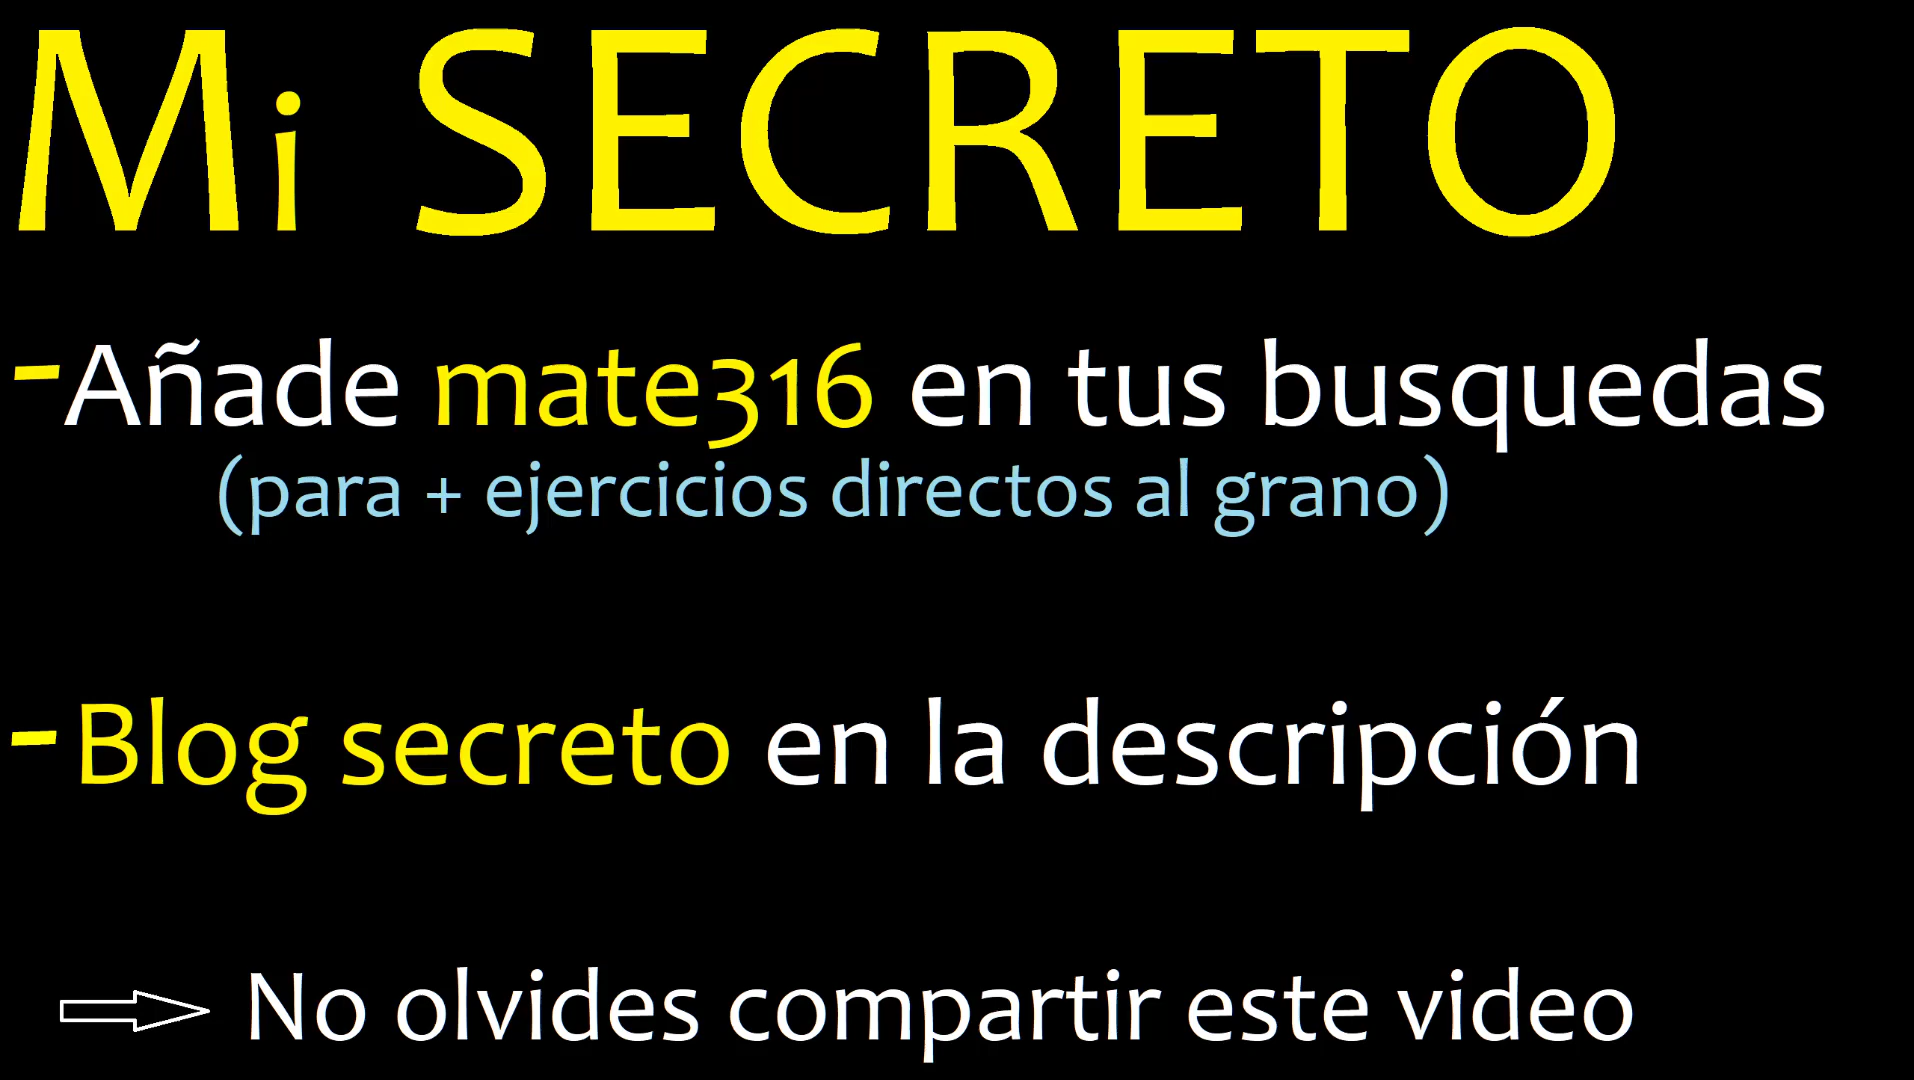 Mi SECRETO
-Añade mate316 en tus busquedas
(para + ejercicios directos al grano)
-Blog secreto en la descripción
No olvides compartir este video